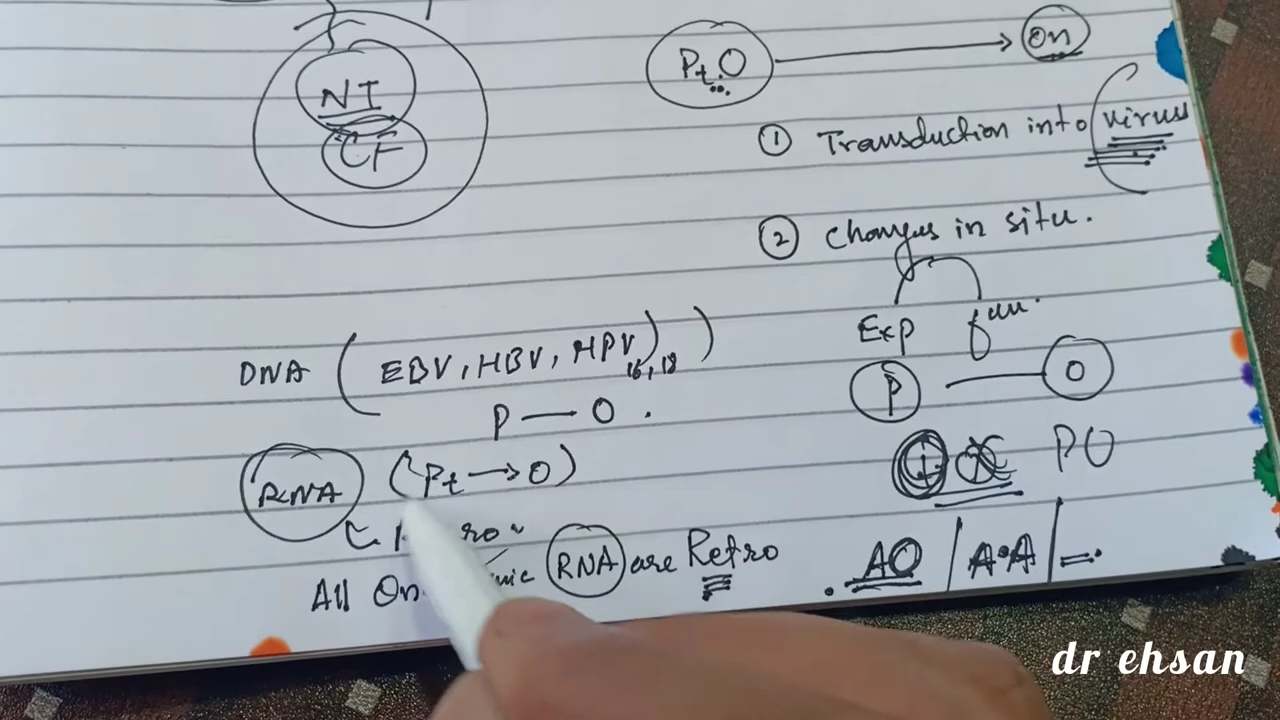 NI
CF
Pt.O → On
① Transduction into virus
② Changes in situ.
Exp fun.
P — O
PO
DNA (EBV, HBV, HPV 16, 18)
P — O .
RNA (Pt → O)
All RNA are Retro
. AO | A.A | =.
dr ehsan